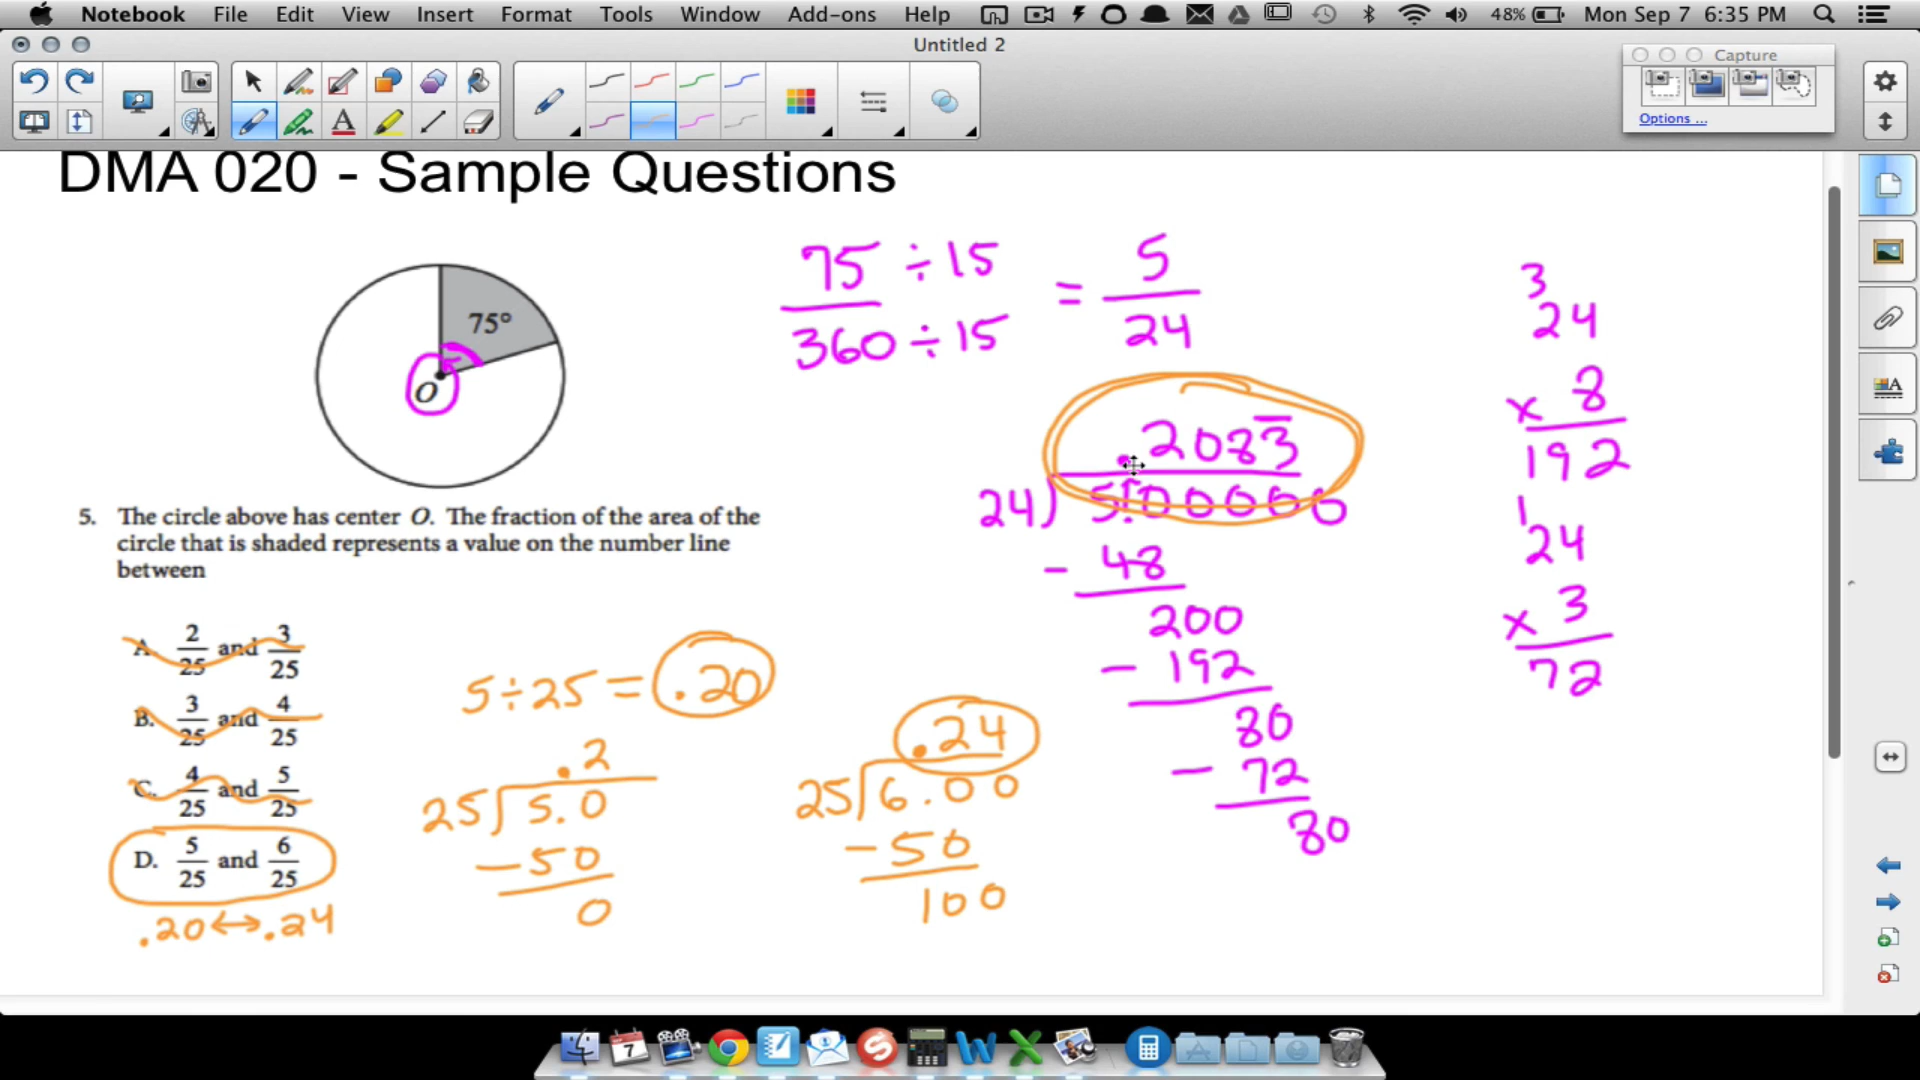 Notebook File Edit View Insert Format Tools Window Add-ons Help 48% Mon Sep 7 6:35 PM
Untitled 2
Capture
Options ...
DMA 020 - Sample Questions
75 ÷ 15
360 ÷ 15
= 5
24
3
24
x 8
192
1
24
x 3
72
75°
O
.2083̅
24)5.00000
- 48
200
- 192
80
- 72
80
5. The circle above has center O. The fraction of the area of the
circle that is shaded represents a value on the number line
between
A. 2/25 and 3/25
B. 3/25 and 4/25
C. 4/25 and 5/25
D. 5/25 and 6/25
.20 ↔ .24
5÷25 = .20
.2
25)5.0
-50
0
.24
25)6.00
-50
100
7